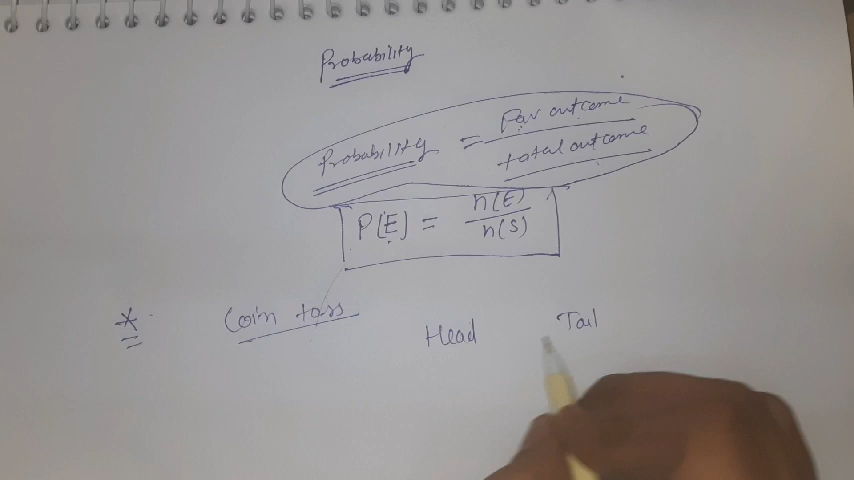 Probability
Probability = Fav outcome
total outcome
P(E) = n(E)
n(S)
* Coin toss Head Tail